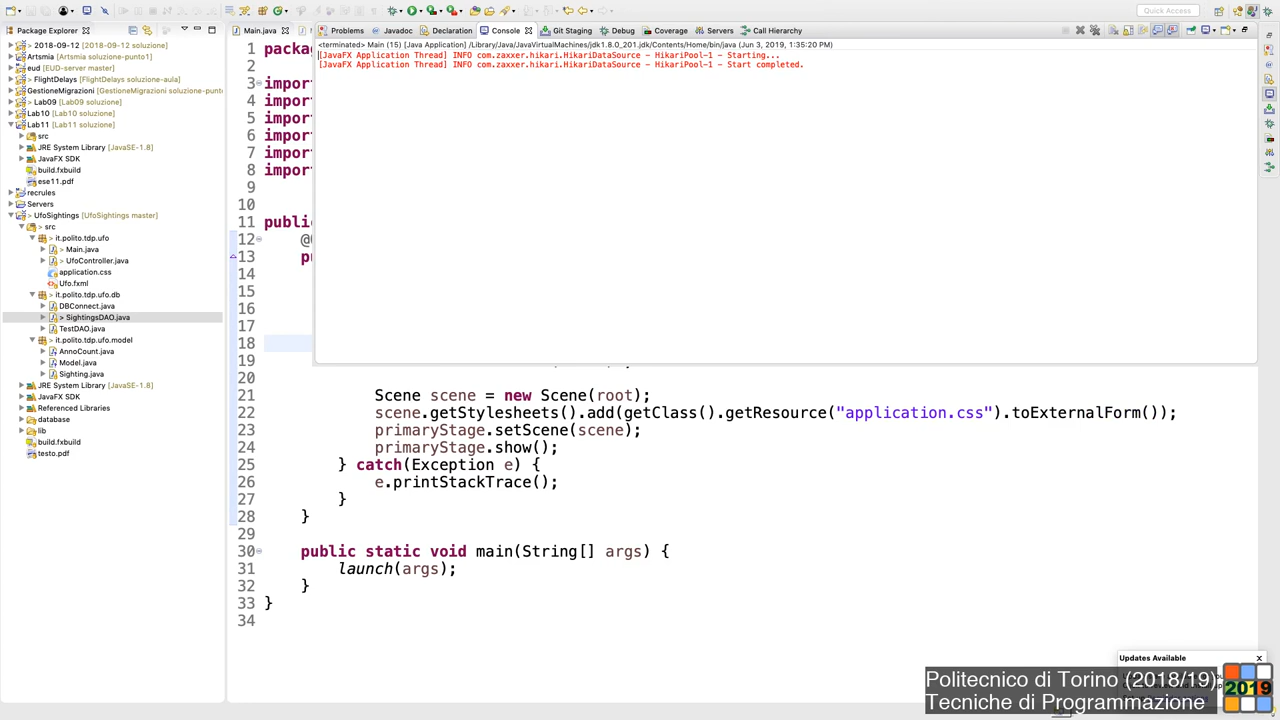 Quick Access
Package Explorer
> 2018-09-12 [2018-09-12 soluzione]
Artsmia [Artsmia soluzione-punto1]
eud [EUD-server master]
> FlightDelays [FlightDelays soluzione-aula]
GestioneMigrazioni [GestioneMigrazioni soluzione-punto
> Lab09 [Lab09 soluzione]
Lab10 [Lab10 soluzione]
Lab11 [Lab11 soluzione]
src
JRE System Library [JavaSE-1.8]
JavaFX SDK
build.fxbuild
ese11.pdf
recrules
Servers
> UfoSightings [UfoSightings master]
> src
> it.polito.tdp.ufo
> Main.java
> UfoController.java
application.css
Ufo.fxml
> it.polito.tdp.ufo.db
DBConnect.java
> SightingsDAO.java
TestDAO.java
it.polito.tdp.ufo.model
AnnoCount.java
Model.java
Sighting.java
JRE System Library [JavaSE-1.8]
JavaFX SDK
Referenced Libraries
database
lib
build.fxbuild
testo.pdf
Main.java
Problems Javadoc Declaration Console Git Staging Debug Coverage Servers Call Hierarchy
<terminated> Main (15) [Java Application] /Library/Java/JavaVirtualMachines/jdk1.8.0_201.jdk/Contents/Home/bin/java (Jun 3, 2019, 1:35:20 PM)
[JavaFX Application Thread] INFO com.zaxxer.hikari.HikariDataSource - HikariPool-1 - Starting...
[JavaFX Application Thread] INFO com.zaxxer.hikari.HikariDataSource - HikariPool-1 - Start completed.
1 packag
2
3 impor
4 impor
5 impor
6 impor
7 impor
8 impor
9
10
11 publi
12 @
13 pu
14
15
16
17
18
19
20
21 Scene scene = new Scene(root);
22 scene.getStylesheets().add(getClass().getResource("application.css").toExternalForm());
23 primaryStage.setScene(scene);
24 primaryStage.show();
25 } catch(Exception e) {
26 e.printStackTrace();
27 }
28 }
29
30 public static void main(String[] args) {
31 launch(args);
32 }
33 }
34
Updates Available
Politecnico di Torino (2018/19)
Tecniche di Programmazione
2019